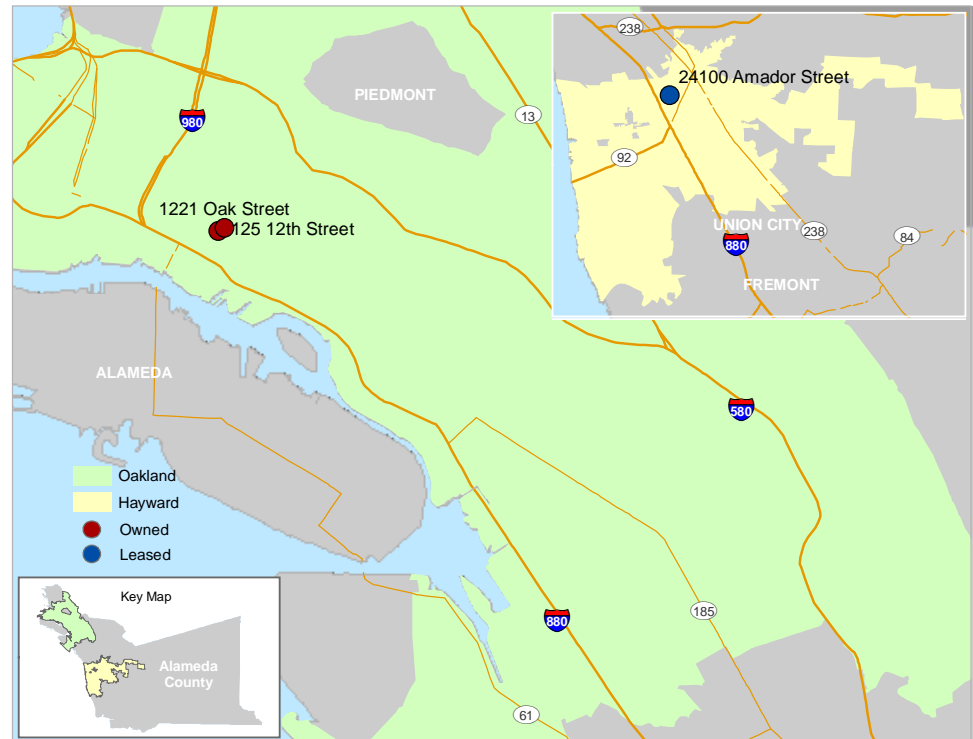 238
24100 Amador Street
PIEDMONT
13
980
92
1221 Oak Street
125 12th Street
UNION CITY
238
84
880
FREMONT
ALAMEDA
580
Oakland
Hayward
Owned
Leased
Key Map
185
880
Alameda
County
61